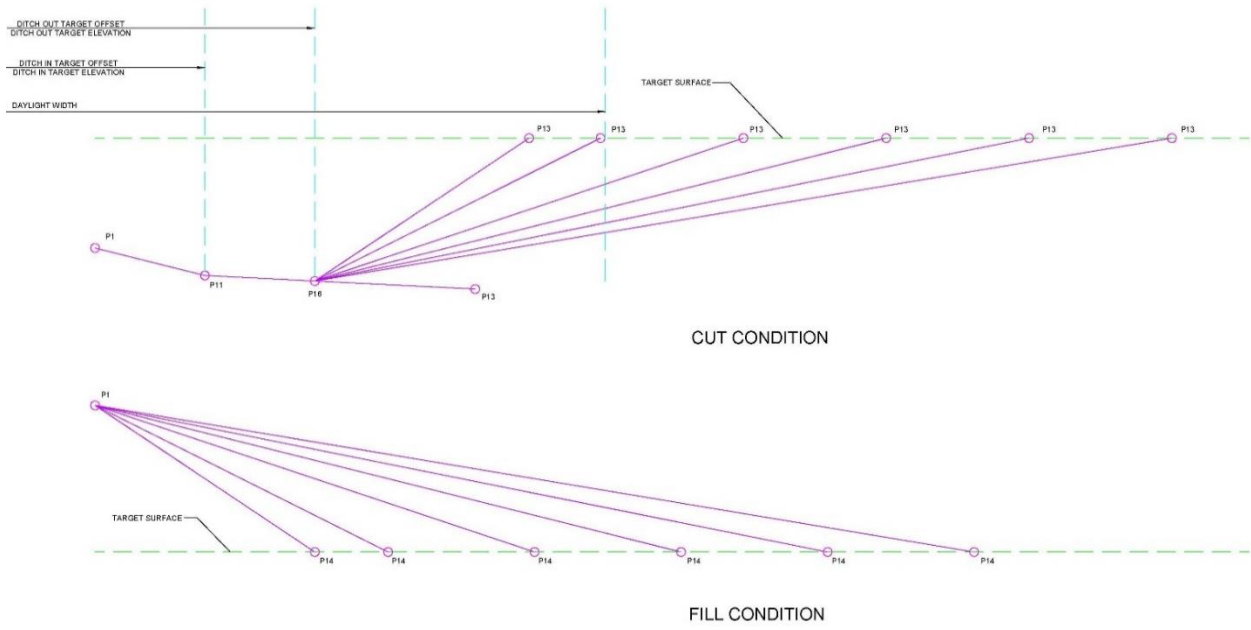 DITCH OUT TARGET OFFSET
DITCH OUT TARGET ELEVATION
DITCH IN TARGET OFFSET
DITCH IN TARGET ELEVATION
TARGET SURFACE
DAYLIGHT WIDTH
P13 P13 P13 P13 P13 P13
P1
P11
P16
P13
CUT CONDITION
P1
TARGET SURFACE
P14 P14 P14 P14 P14 P14
FILL CONDITION